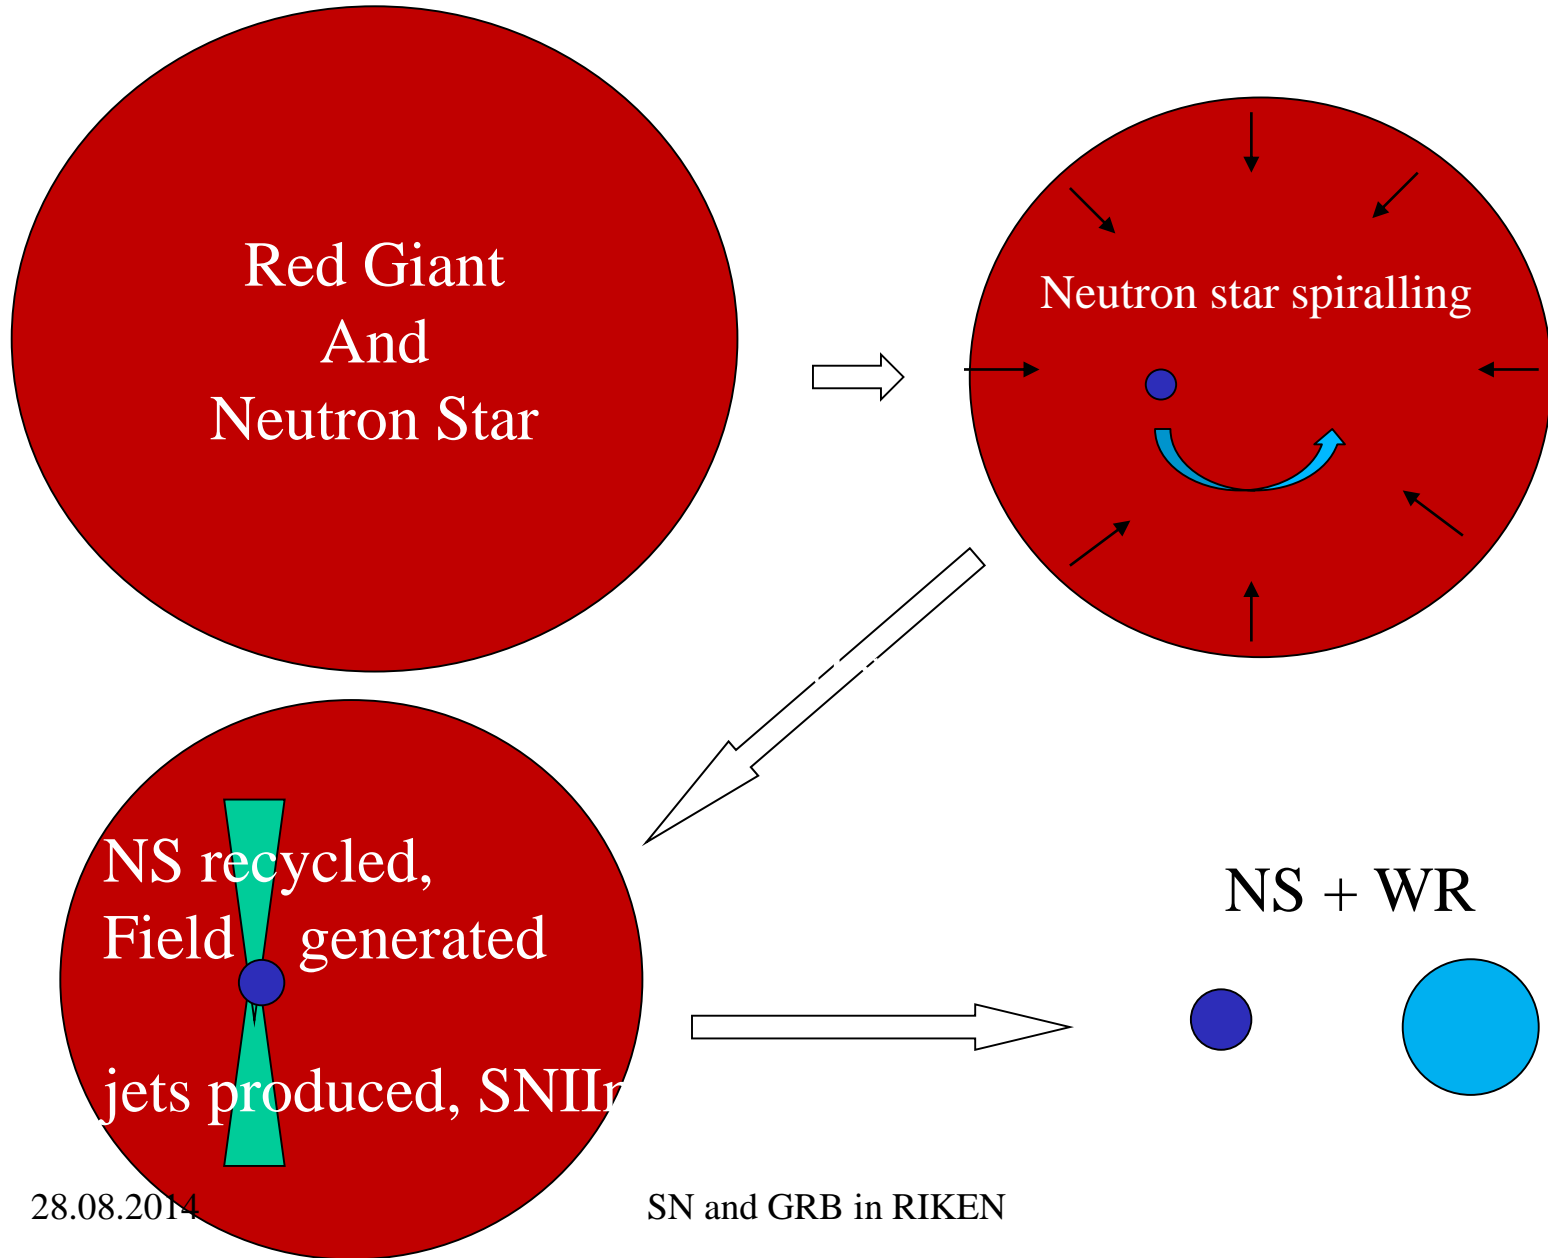 Red Giant
And
Neutron Star
Neutron star spiralling
NS recycled,
Field generated
jets produced, SNIIn
NS + WR
28.08.2014
SN and GRB in RIKEN